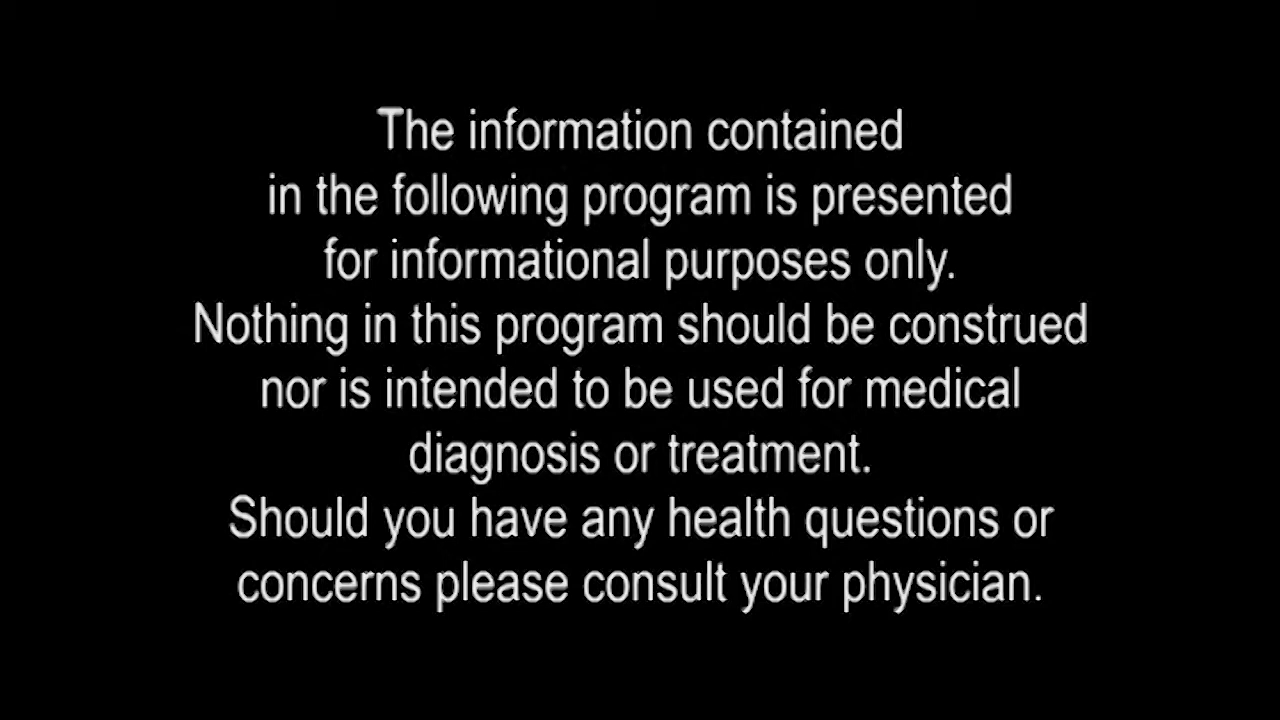 The information contained
in the following program is presented
for informational purposes only.
Nothing in this program should be construed
nor is intended to be used for medical
diagnosis or treatment.
Should you have any health questions or
concerns please consult your physician.